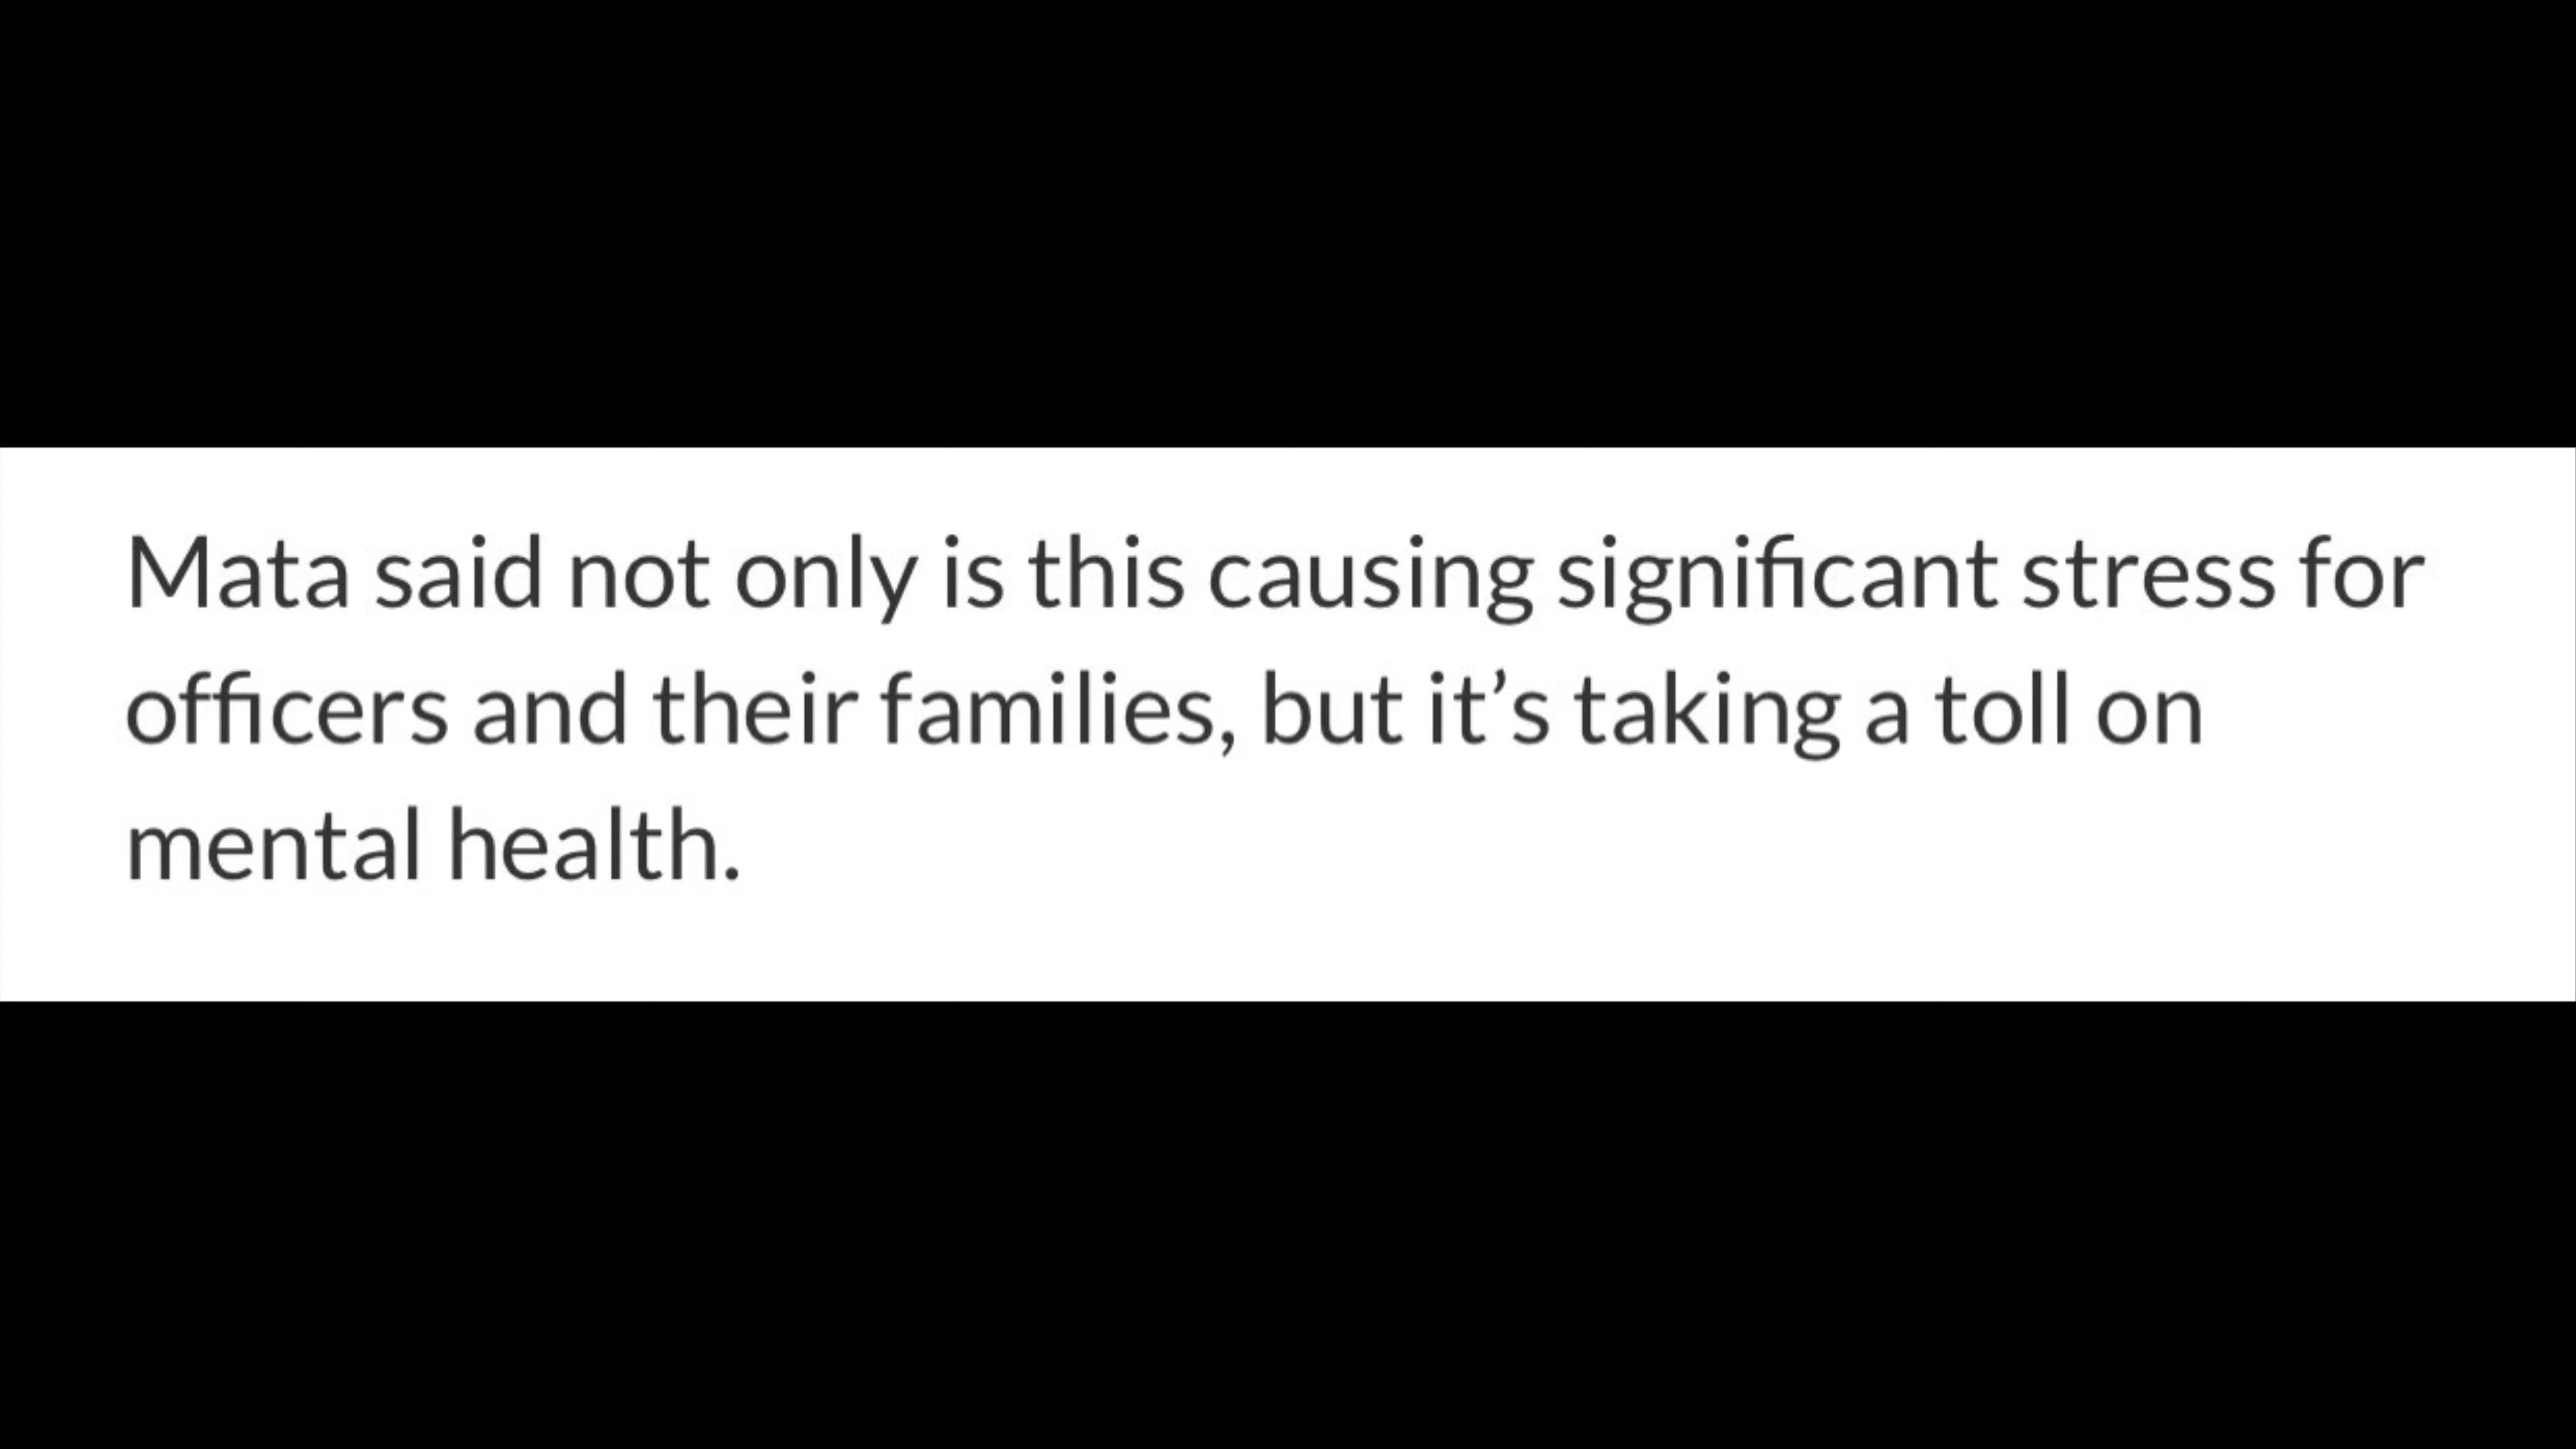 Mata said not only is this causing significant stress for
officers and their families, but it’s taking a toll on
mental health.